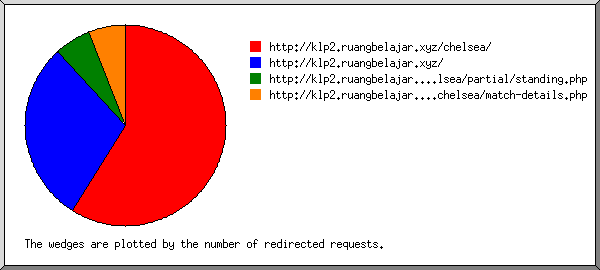 http://klp2.ruangbelajar.xyz/chelsea/
http://klp2.ruangbelajar.xyz/
http://klp2.ruangbelajar....lsea/partial/standing.php
http://klp2.ruangbelajar....chelsea/match-details.php
The wedges are plotted by the number of redirected requests.